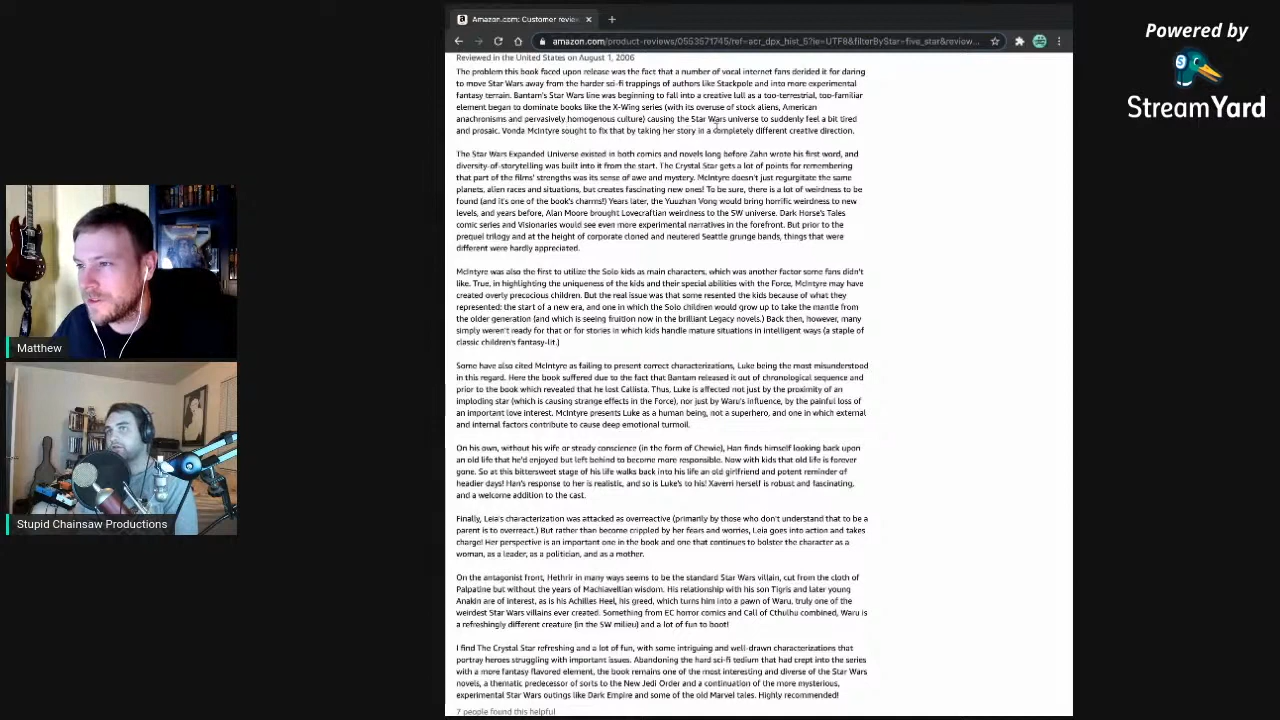 Amazon.com: Customer review
amazon.com/product-reviews/0553571745/ref=acr_dpx_hist_5?ie=UTF8&filterByStar=five_star&review...
Powered by
StreamYard
Reviewed in the United States on August 1, 2006
The problem this book faced upon release was the fact that a number of vocal internet fans derided it for daring
to move Star Wars away from the harder sci-fi trappings of authors like Stackpole and into more experimental
fantasy terrain. Bantam's Star Wars line was beginning to fall into a creative lull as a too-terrestrial, too-familiar
element began to dominate books like the X-Wing series (with its overuse of stock aliens, American
anachronisms and pervasively homogenous culture) causing the Star Wars universe to suddenly feel a bit tired
and prosaic. Vonda McIntyre sought to fix that by taking her story in a completely different creative direction.
The Star Wars Expanded Universe existed in both comics and novels long before Zahn wrote his first word, and
diversity-of-storytelling was built into it from the start. The Crystal Star gets a lot of points for remembering
that part of the films' strengths was its sense of awe and mystery. McIntyre doesn't just regurgitate the same
planets, alien races and situations, but creates fascinating new ones! To be sure, there is a lot of weirdness to be
found (and it's one of the book's charms!) Years later, the Yuuzhan Vong would bring horrific weirdness to new
levels, and years before, Alan Moore brought Lovecraftian weirdness to the SW universe. Dark Horse's Tales
comic series and Visionaries would see even more experimental narratives in the forefront. But prior to the
prequel trilogy and at the height of corporate cloned and neutered Seattle grunge bands, things that were
different were hardly appreciated.
McIntyre was also the first to utilize the Solo kids as main characters, which was another factor some fans didn't
like. True, in highlighting the uniqueness of the kids and their special abilities with the Force, McIntyre may have
created overly precocious children. But the real issue was that some resented the kids because of what they
represented: the start of a new era, and one in which the Solo children would grow up to take the mantle from
the older generation (and which is seeing fruition now in the brilliant Legacy novels.) Back then, however, many
simply weren't ready for that or for stories in which kids handle mature situations in intelligent ways (a staple of
classic children's fantasy-lit.)
Some have also cited McIntyre as failing to present correct characterizations, Luke being the most misunderstood
in this regard. Here the book suffered due to the fact that Bantam released it out of chronological sequence and
prior to the book which revealed that he lost Callista. Thus, Luke is affected not just by the proximity of an
imploding star (which is causing strange effects in the Force), nor just by Waru's influence, by the painful loss of
an important love interest. McIntyre presents Luke as a human being, not a superhero, and one in which external
and internal factors contribute to cause deep emotional turmoil.
On his own, without his wife or steady conscience (in the form of Chewie), Han finds himself looking back upon
an old life that he'd enjoyed but left behind to become more responsible. Now with kids that old life is forever
gone. So at this bittersweet stage of his life walks back into his life an old girlfriend and potent reminder of
headier days! Han's response to her is realistic, and so is Luke's to his! Xaverri herself is robust and fascinating,
and a welcome addition to the cast.
Finally, Leia's characterization was attacked as overreactive (primarily by those who don't understand that to be a
parent is to overreact.) But rather than become crippled by her fears and worries, Leia goes into action and takes
charge! Her perspective is an important one in the book and one that continues to bolster the character as a
woman, as a leader, as a politician, and as a mother.
On the antagonist front, Hethrir in many ways seems to be the standard Star Wars villain, cut from the cloth of
Palpatine but without the years of Machiavellian wisdom. His relationship with his son Tigris and later young
Anakin are of interest, as is his Achilles Heel, his greed, which turns him into a pawn of Waru, truly one of the
weirdest Star Wars villains ever created. Something from EC horror comics and Call of Cthulhu combined, Waru is
a refreshingly different creature (in the SW milieu) and a lot of fun to boot!
I find The Crystal Star refreshing and a lot of fun, with some intriguing and well-drawn characterizations that
portray heroes struggling with important issues. Abandoning the hard sci-fi tedium that had crept into the series
with a more fantasy flavored element, the book remains one of the most interesting and diverse of the Star Wars
novels, a thematic predecessor of sorts to the New Jedi Order and a continuation of the more mysterious,
experimental Star Wars outings like Dark Empire and some of the old Marvel tales. Highly recommended!
7 people found this helpful
Matthew
Stupid Chainsaw Productions